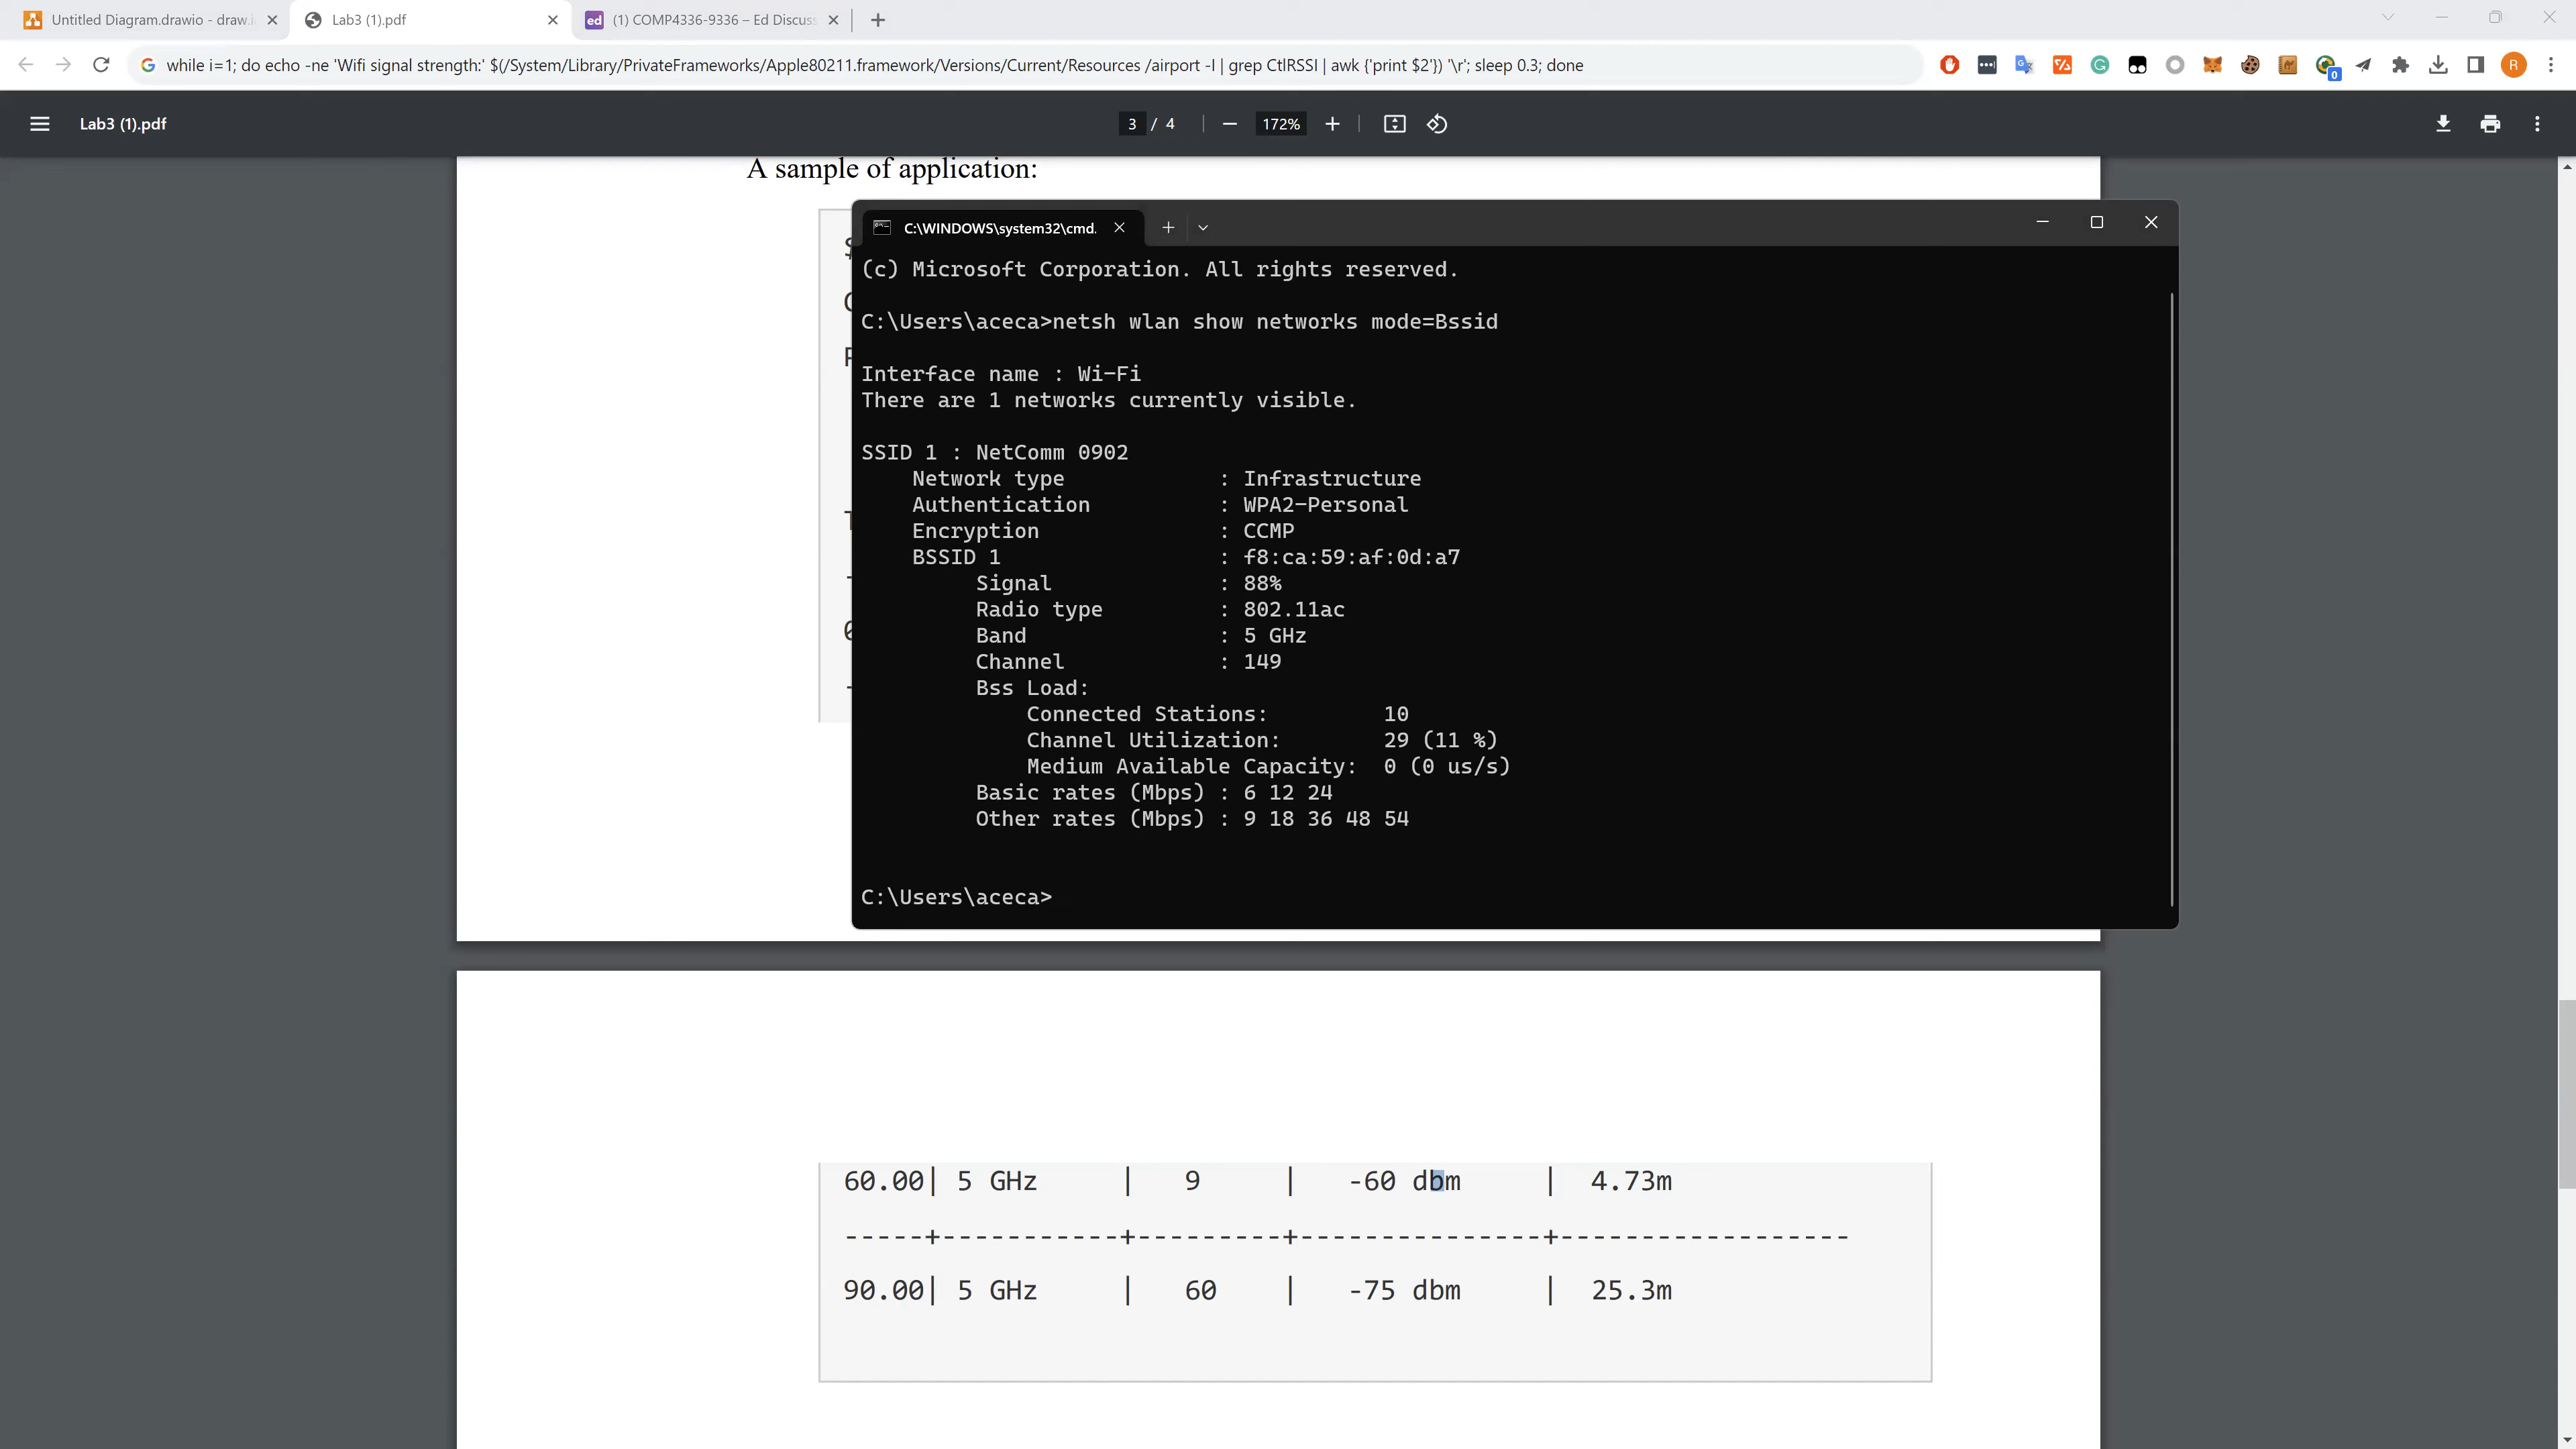 Untitled Diagram.drawio - draw.i
Lab3 (1).pdf
ed (1) COMP4336-9336 – Ed Discuss
while i=1; do echo -ne 'Wifi signal strength:' $(/System/Library/PrivateFrameworks/Apple80211.framework/Versions/Current/Resources /airport -I | grep CtlRSSI | awk {'print $2'}) '\r'; sleep 0.3; done
0
R
Lab3 (1).pdf
3 / 4
172%
A sample of application:
C:\WINDOWS\system32\cmd.
(c) Microsoft Corporation. All rights reserved.
C:\Users\aceca>netsh wlan show networks mode=Bssid
Interface name : Wi-Fi
There are 1 networks currently visible.
SSID 1 : NetComm 0902
Network type : Infrastructure
Authentication : WPA2-Personal
Encryption : CCMP
BSSID 1 : f8:ca:59:af:0d:a7
Signal : 88%
Radio type : 802.11ac
Band : 5 GHz
Channel : 149
Bss Load:
Connected Stations: 10
Channel Utilization: 29 (11 %)
Medium Available Capacity: 0 (0 us/s)
Basic rates (Mbps) : 6 12 24
Other rates (Mbps) : 9 18 36 48 54
C:\Users\aceca>
60.00| 5 GHz | 9 | -60 dbm | 4.73m
-----+-----------+---------+---------------+------------------
90.00| 5 GHz | 60 | -75 dbm | 25.3m